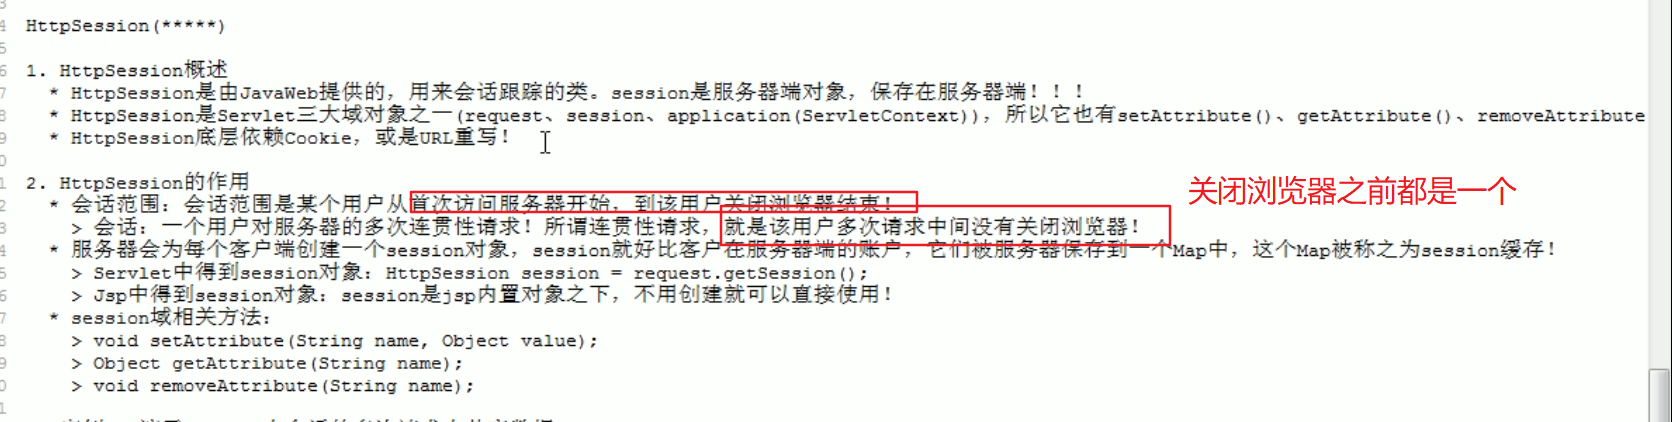 HttpSession(*****)
1. HttpSession概述
* HttpSession是由JavaWeb提供的，用来会话跟踪的类。session是服务器端对象，保存在服务器端！！！
* HttpSession是Servlet三大域对象之一(request、session、application(ServletContext))，所以它也有setAttribute()、getAttribute()、removeAttribute
* HttpSession底层依赖Cookie，或是URL重写！
2. HttpSession的作用
* 会话范围：会话范围是某个用户从首次访问服务器开始，到该用户关闭浏览器结束！
关闭浏览器之前都是一个
> 会话：一个用户对服务器的多次连贯性请求！所谓连贯性请求，就是该用户多次请求中间没有关闭浏览器！
* 服务器会为每个客户端创建一个session对象，session就好比客户在服务器端的账户，它们被服务器保存到一个Map中，这个Map被称之为session缓存！
> Servlet中得到session对象：HttpSession session = request.getSession();
> Jsp中得到session对象：session是jsp内置对象之下，不用创建就可以直接使用！
* session域相关方法：
> void setAttribute(String name, Object value);
> Object getAttribute(String name);
> void removeAttribute(String name);